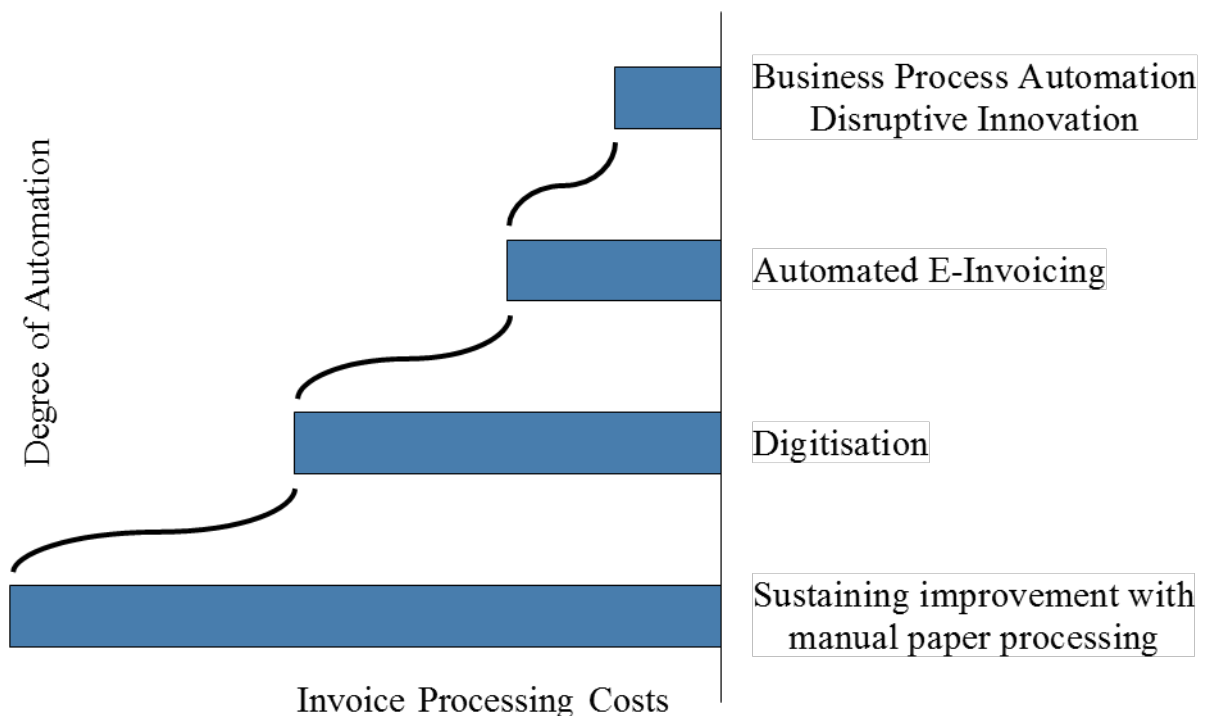 Business Process Automation
Disruptive Innovation
Degree of Automation
Automated E-Invoicing
Digitisation
Sustaining improvement with
manual paper processing
Invoice Processing Costs